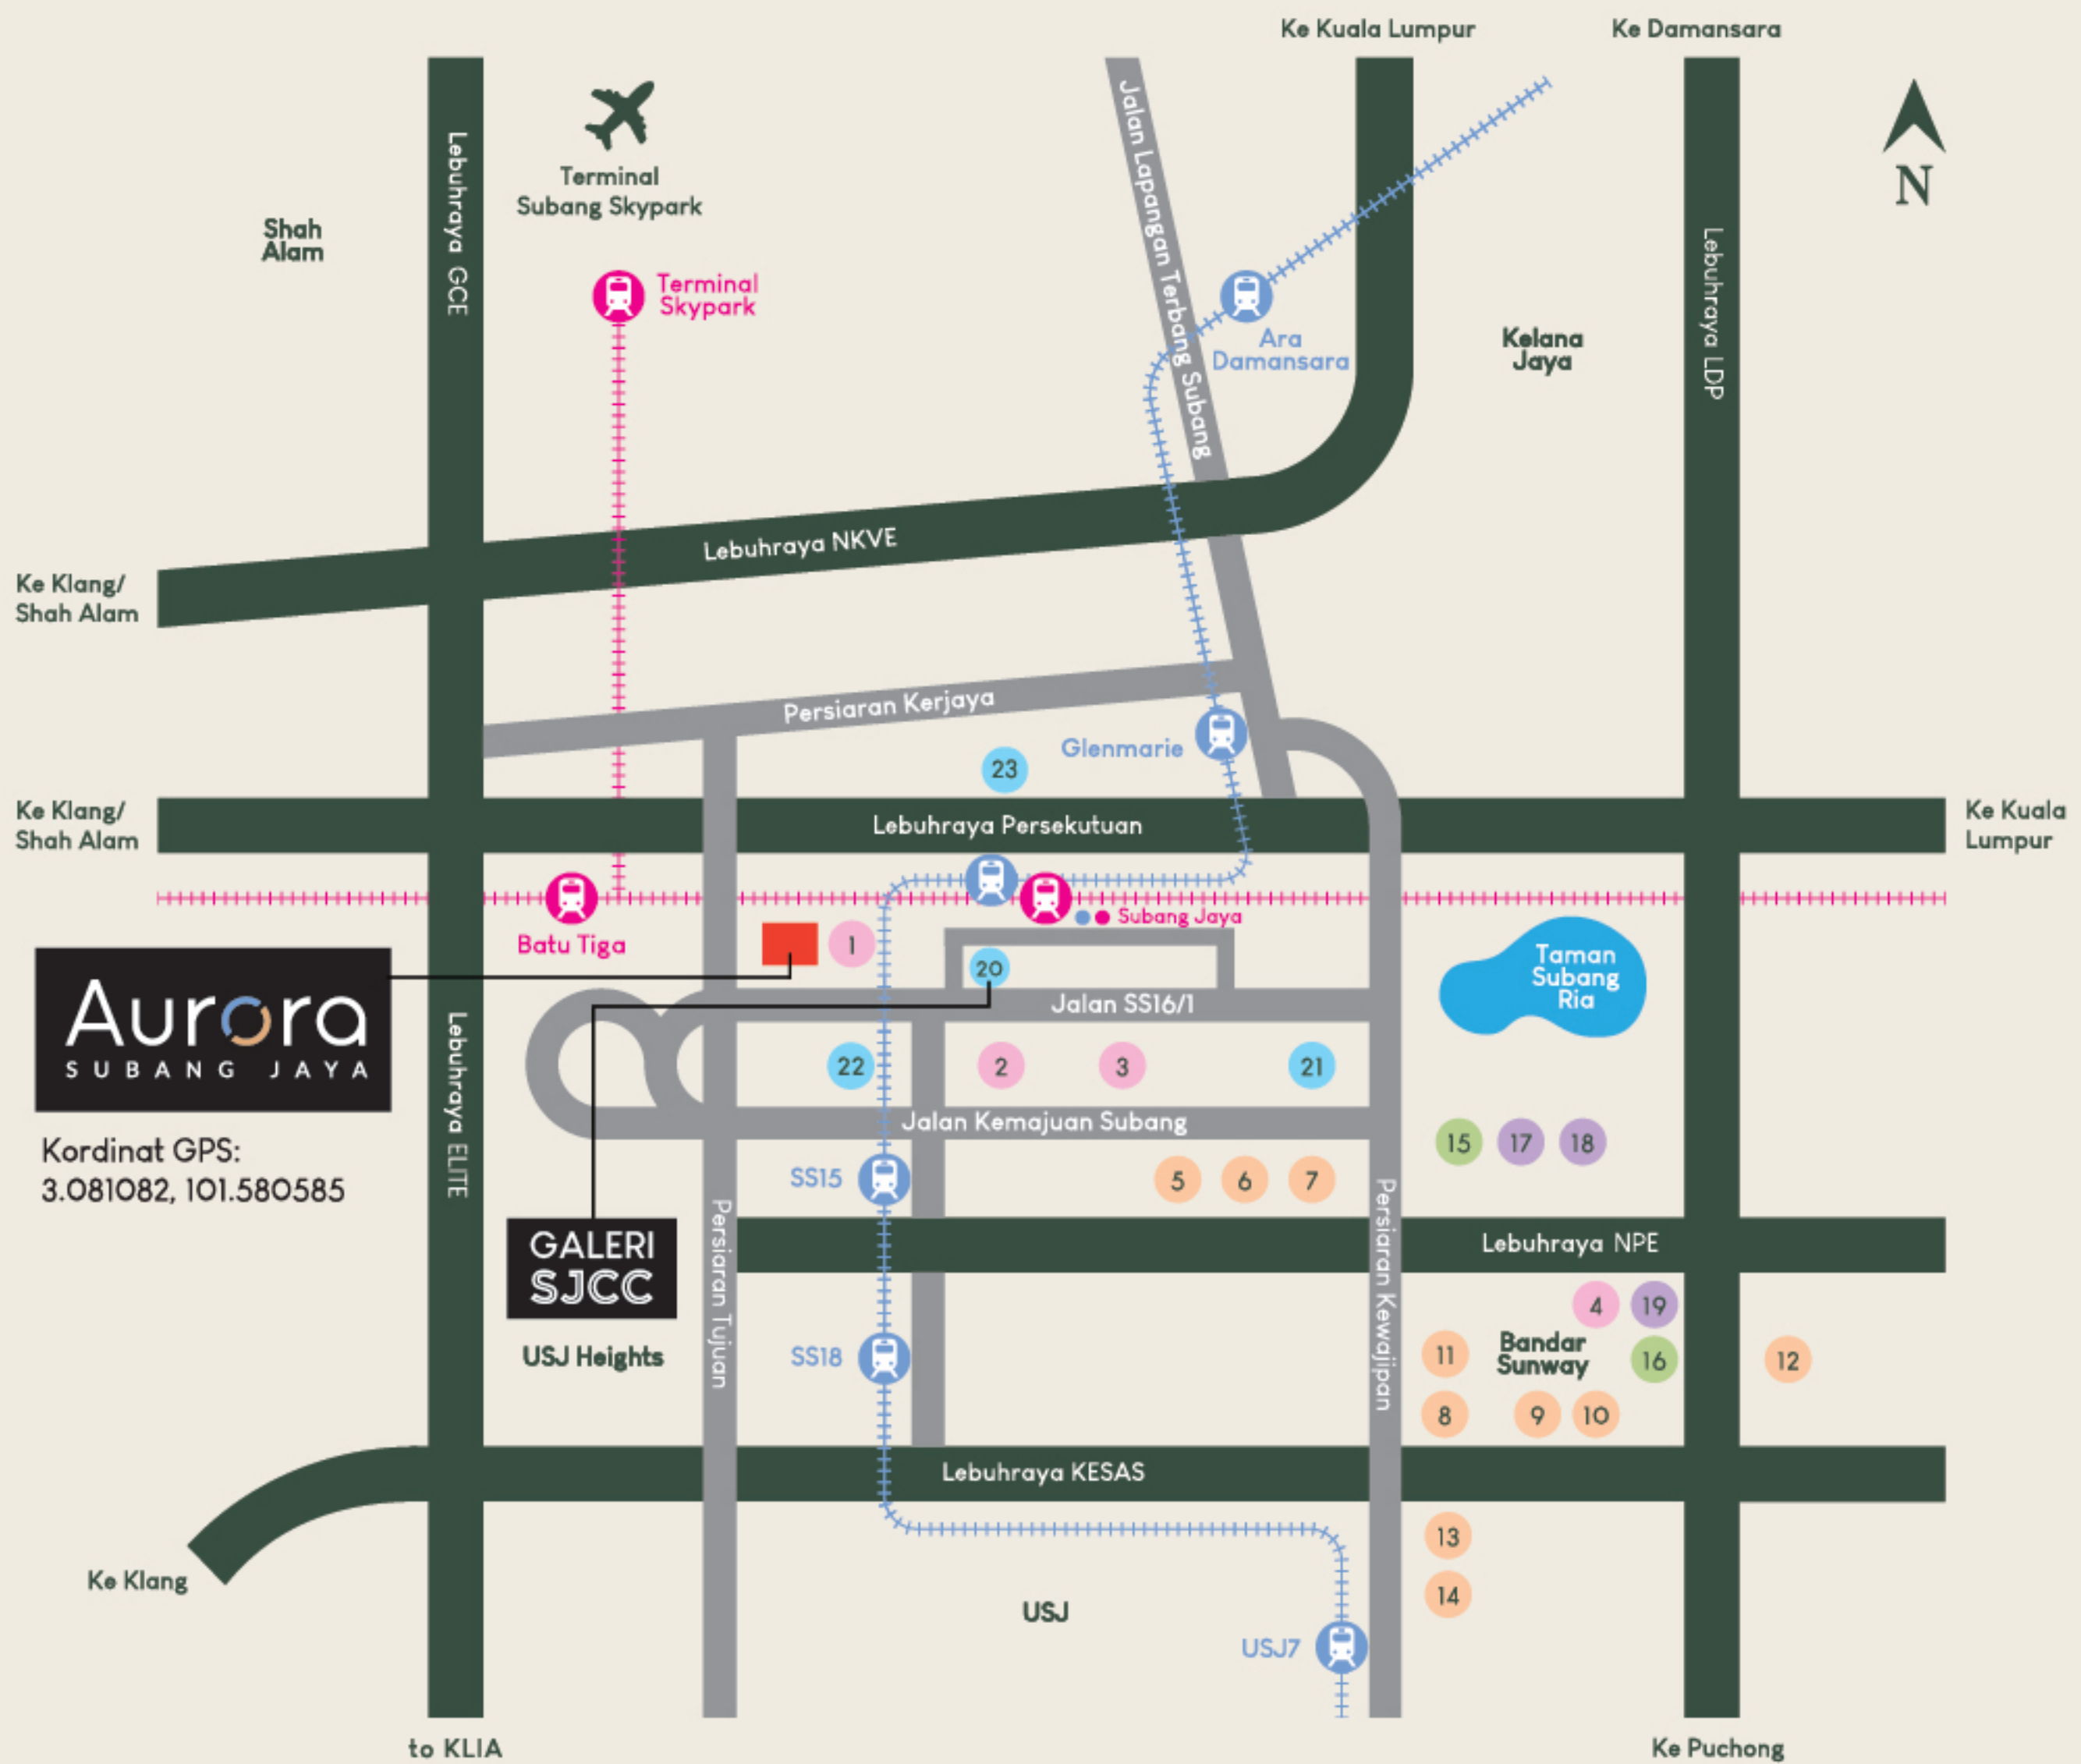 Ke Kuala Lumpur
Ke Damansara
N
Lebuhraya GCE
Terminal
Subang Skypark
Shah
Alam
Terminal
Skypark
Jalan Lapangan Terbang Subang
Ara
Damansara
Kelana
Jaya
Lebuhraya LDP
Lebuhraya NKVE
Ke Klang/
Shah Alam
Persiaran Kerjaya
Glenmarie
23
Ke Klang/
Shah Alam
Lebuhraya Persekutuan
Ke Kuala
Lumpur
Batu Tiga
1
Subang Jaya
20
Taman
Subang
Ria
Jalan SS16/1
Aurora
SUBANG JAYA
Kordinat GPS:
3.081082, 101.580585
Lebuhraya ELITE
22
2
3
21
Jalan Kemajuan Subang
15
17
18
SS15
5
6
7
Persiaran Tujuan
Persiaran Kewajipan
GALERI
SJCC
Lebuhraya NPE
4
19
USJ Heights
SS18
11
Bandar
Sunway
16
12
8
9
10
Lebuhraya KESAS
13
Ke Klang
14
USJ
USJ7
to KLIA
Ke Puchong